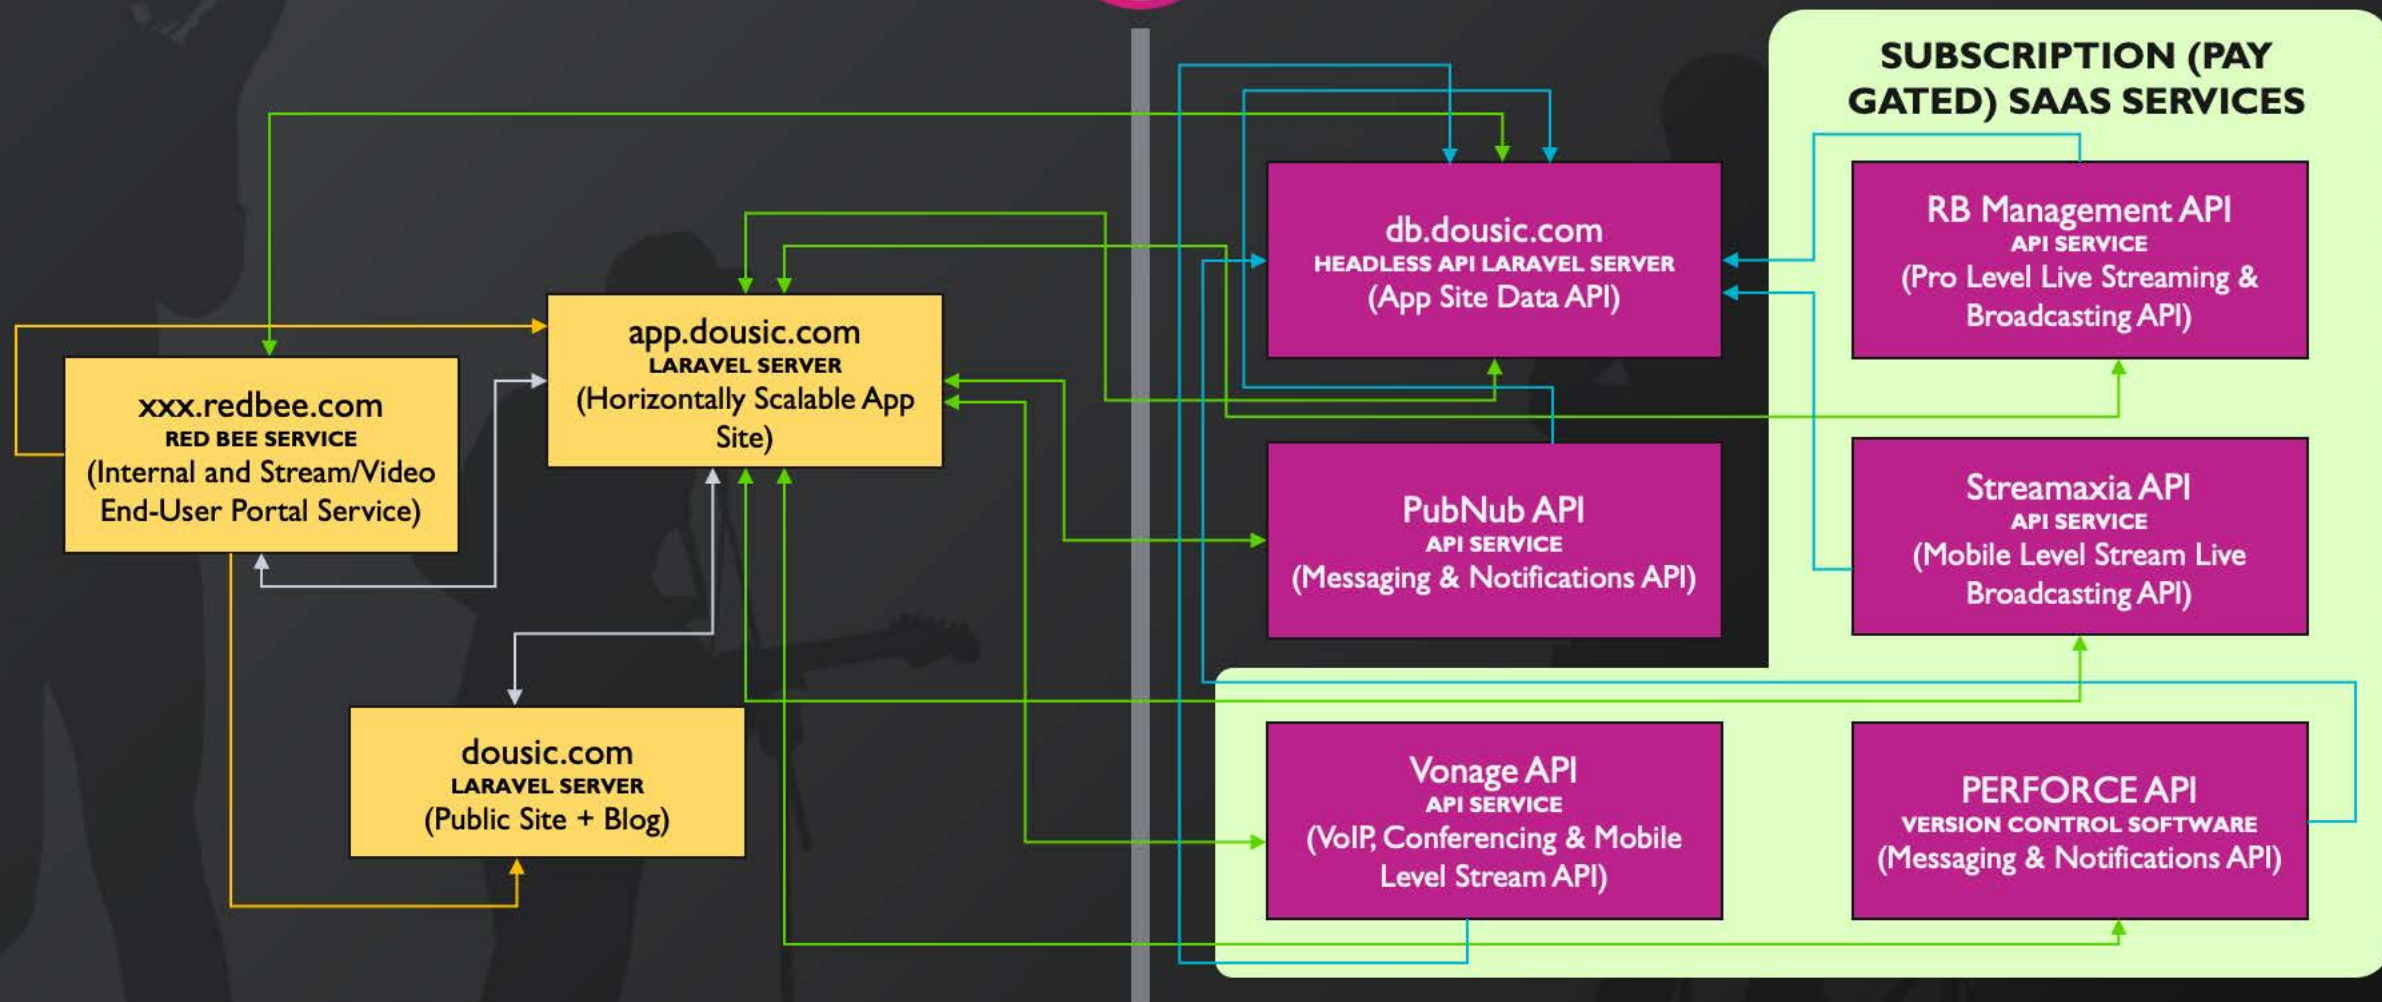 SUBSCRIPTION (PAY
GATED) SAAS SERVICES
db.dousic.com
HEADLESS API LARAVEL SERVER
(App Site Data API)
RB Management API
API SERVICE
(Pro Level Live Streaming &
Broadcasting API)
app.dousic.com
LARAVEL SERVER
(Horizontally Scalable App
Site)
xxx.redbee.com
RED BEE SERVICE
(Internal and Stream/Video
End-User Portal Service)
PubNub API
API SERVICE
(Messaging & Notifications API)
Streamaxia API
API SERVICE
(Mobile Level Stream Live
Broadcasting API)
dousic.com
LARAVEL SERVER
(Public Site + Blog)
Vonage API
API SERVICE
(VoIP, Conferencing & Mobile
Level Stream API)
PERFORCE API
VERSION CONTROL SOFTWARE
(Messaging & Notifications API)